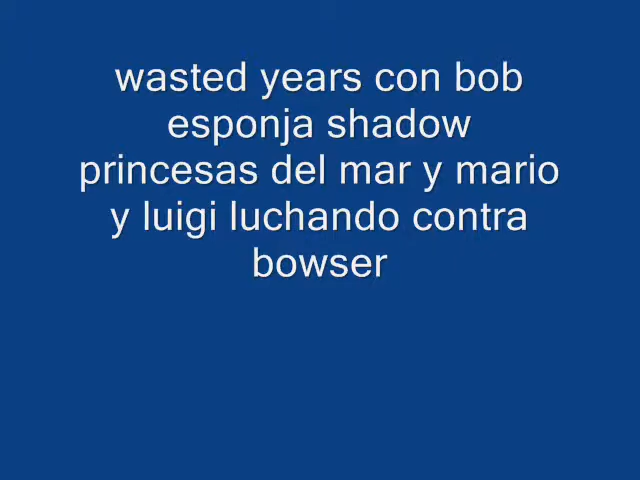 wasted years con bob
esponja shadow
princesas del mar y mario
y luigi luchando contra
bowser